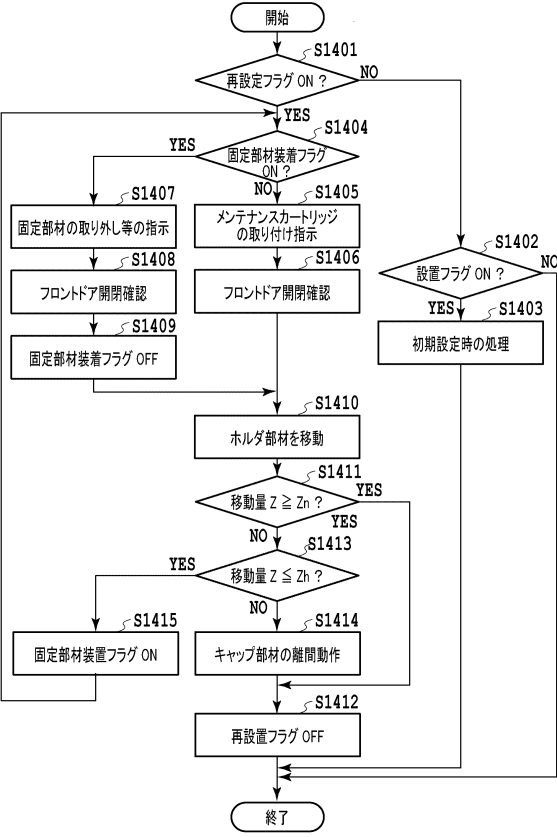 開始
S1401
再設定フラグ ON ?
NO
YES
S1404
固定部材装着フラグ
ON ?
YES
NO
S1407
固定部材の取り外し等の指示
S1405
メンテナンスカートリッジ
の取り付け指示
S1402
設置フラグ ON ?
NO
YES
S1408
フロントドア開閉確認
S1406
フロントドア開閉確認
S1403
初期設定時の処理
S1409
固定部材装着フラグ OFF
S1410
ホルダ部材を移動
S1411
移動量 Z ≧ Zn ?
YES
YES
NO
S1413
移動量 Z ≦ Zh ?
YES
NO
S1415
固定部材装置フラグ ON
S1414
キャップ部材の離間動作
S1412
再設置フラグ OFF
終了